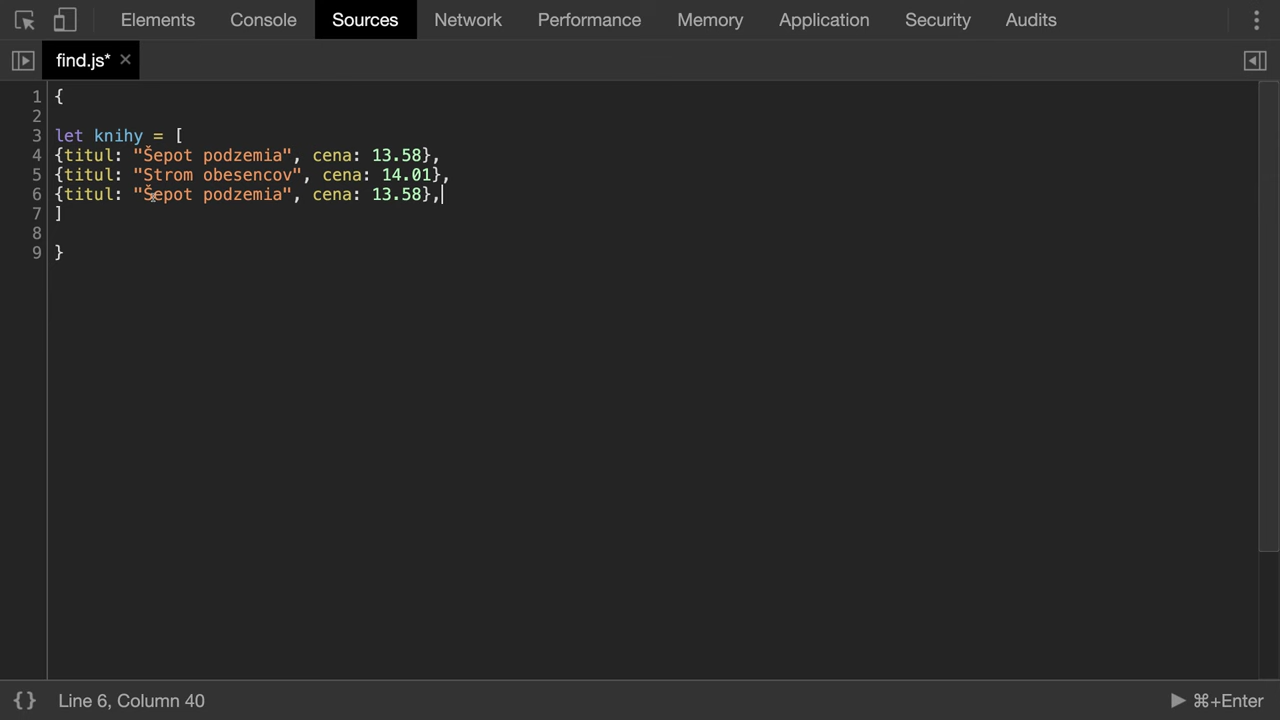 Elements Console Sources Network Performance Memory Application Security Audits
find.js* ×
1 {
2
3 let knihy = [
4 {titul: "Šepot podzemia", cena: 13.58},
5 {titul: "Strom obesencov", cena: 14.01},
6 {titul: "Šepot podzemia", cena: 13.58},
7 ]
8
9 }
{} Line 6, Column 40 ⌘+Enter